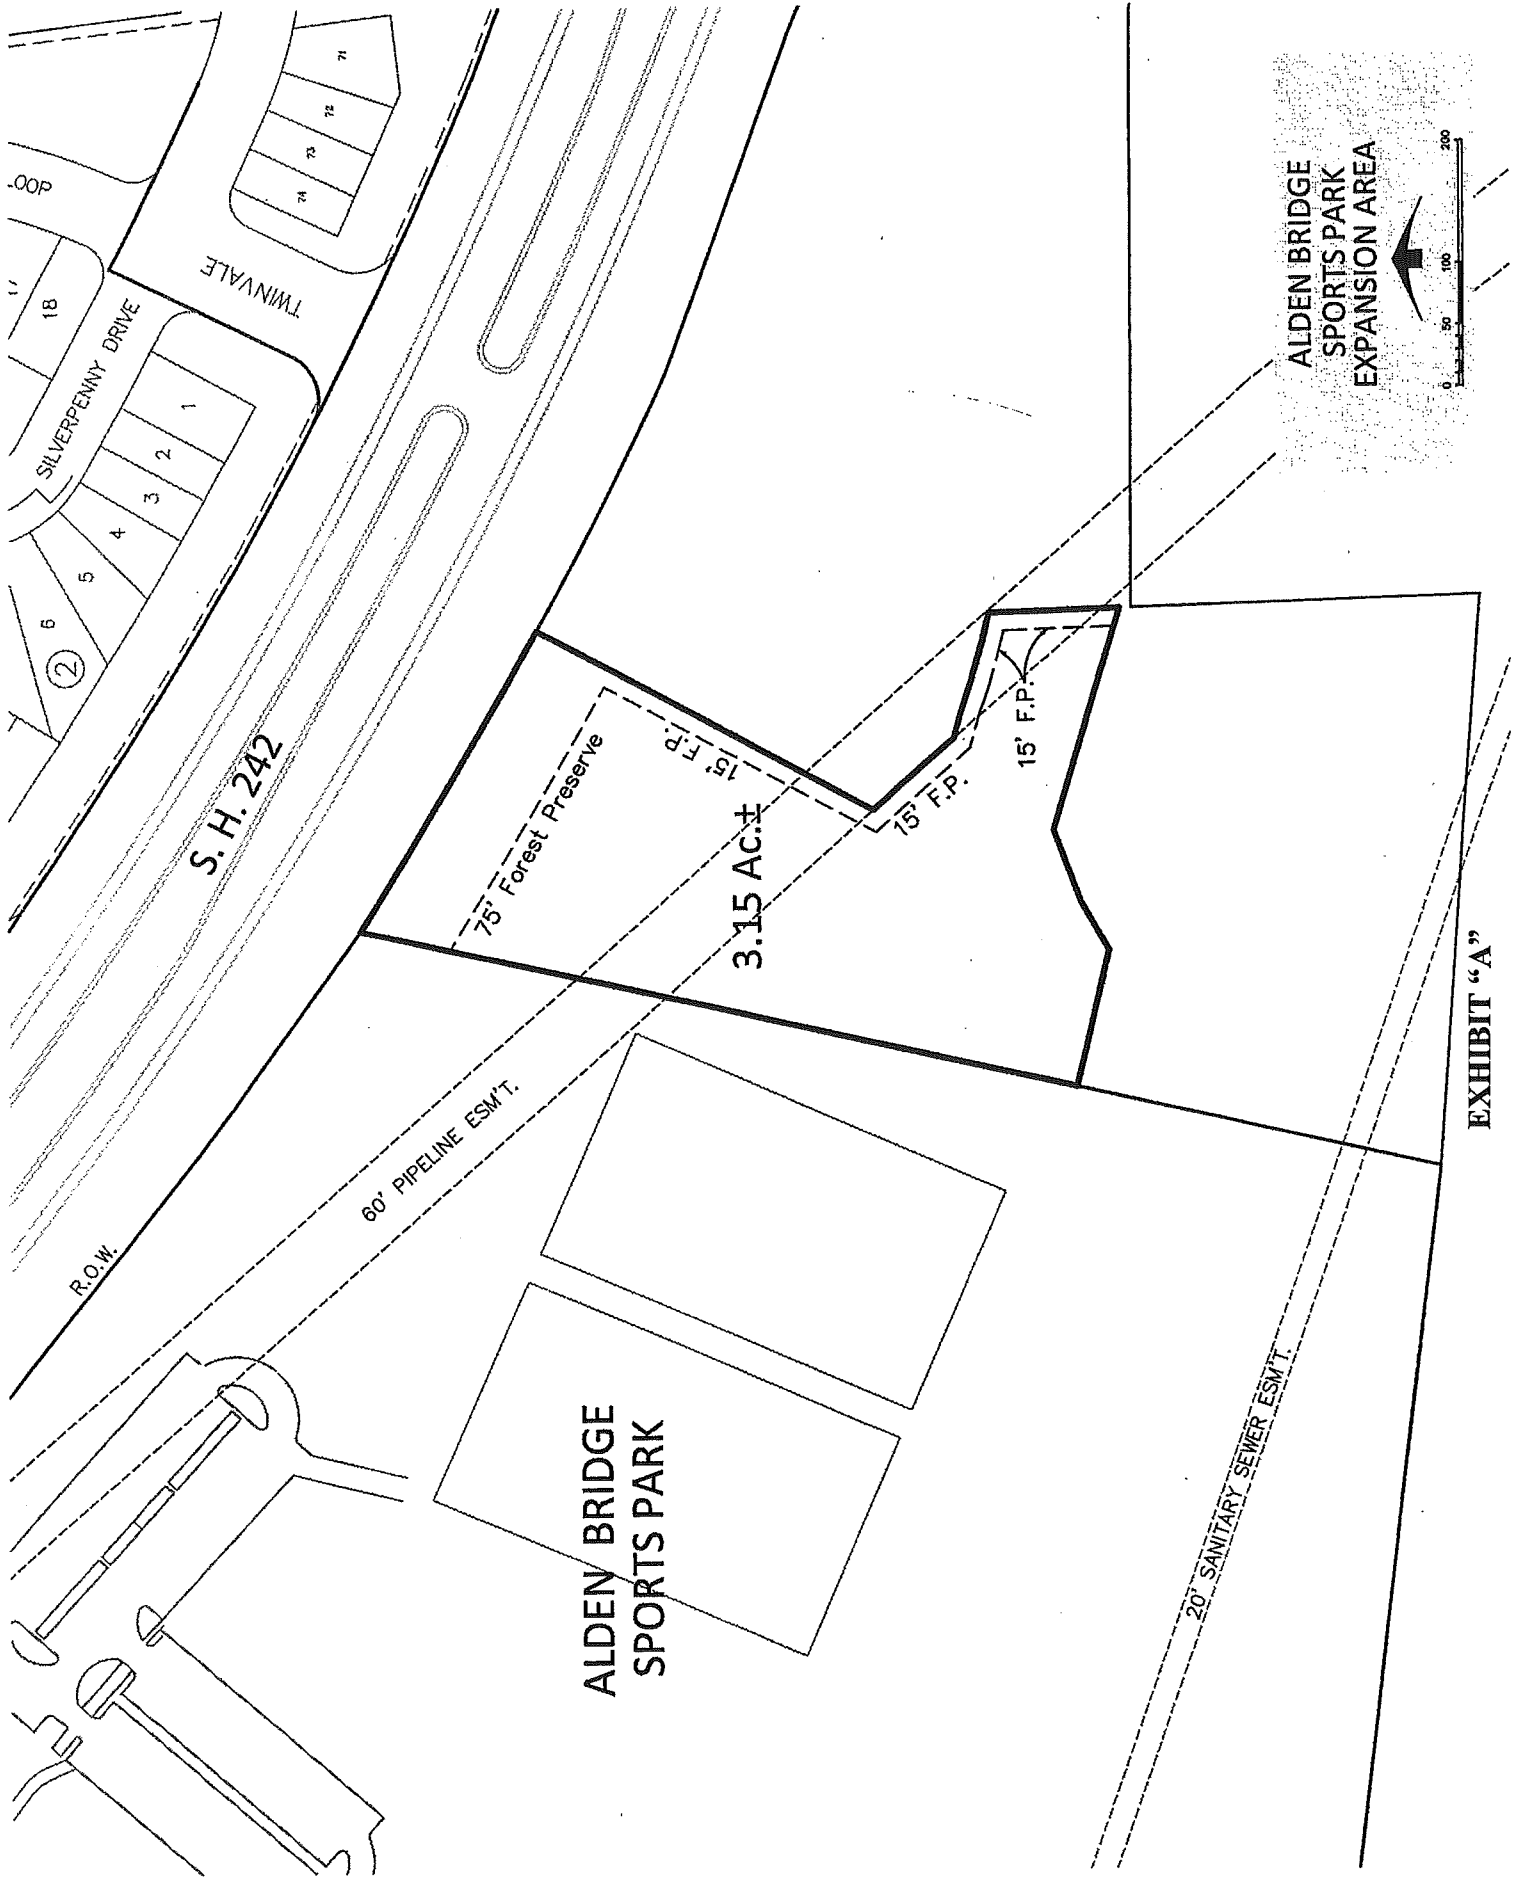 71
72
73
74
LOOP
18
TWINVALE
SILVERPENNY DRIVE
1
2
3
4
5
6
2
S. H. 242
R.O.W.
75' Forest Preserve
15' F.P.
3.15 Ac.±
15' F.P.
15' F.P.
60' PIPELINE ESM'T.
ALDEN BRIDGE
SPORTS PARK
20' SANITARY SEWER ESM'T.
ALDEN BRIDGE
SPORTS PARK
EXPANSION AREA
0 50 100 200
EXHIBIT “A”